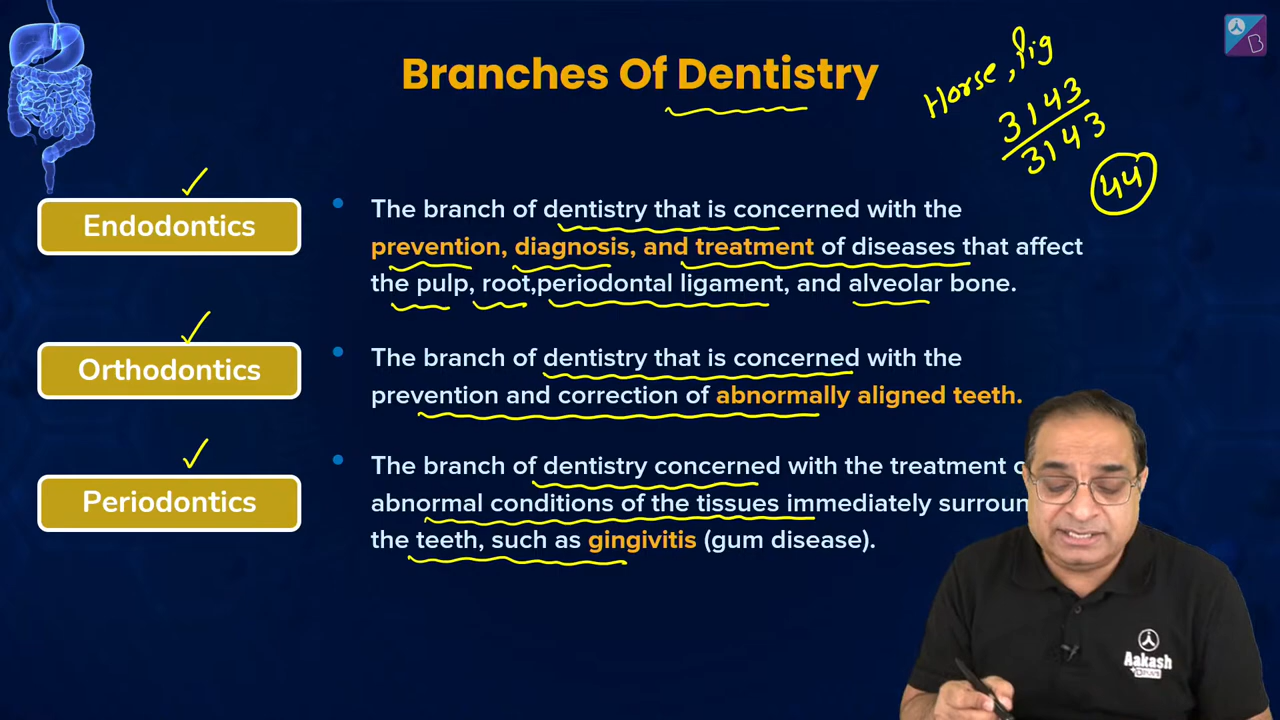 Branches Of Dentistry
Horse, Pig
3143
3143
44
Endodontics
• The branch of dentistry that is concerned with the
prevention, diagnosis, and treatment of diseases that affect
the pulp, root,periodontal ligament, and alveolar bone.
Orthodontics
• The branch of dentistry that is concerned with the
prevention and correction of abnormally aligned teeth.
Periodontics
• The branch of dentistry concerned with the treatment
abnormal conditions of the tissues immediately surroun
the teeth, such as gingivitis (gum disease).
Aakash
B